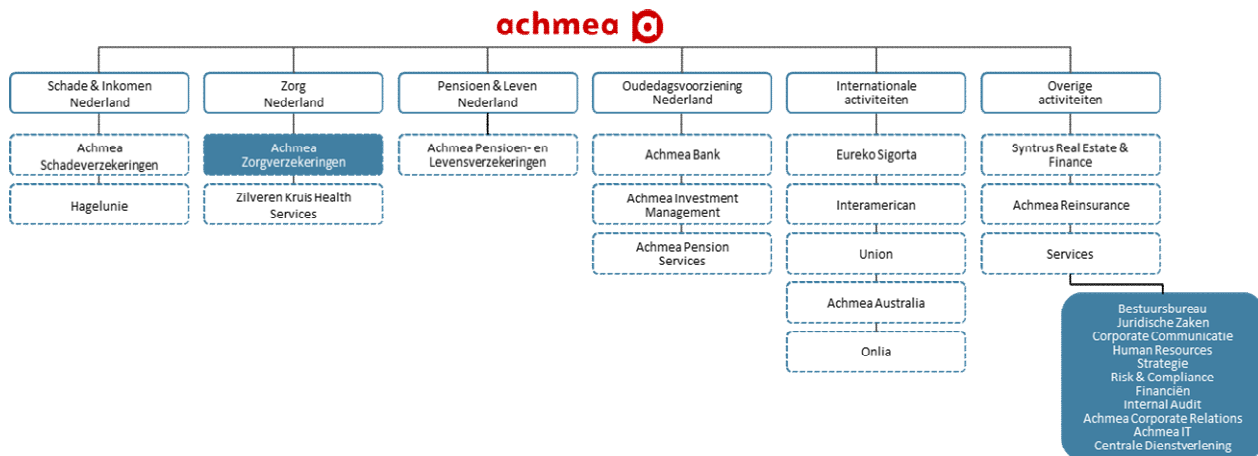 achmea
Schade & Inkomen
Nederland
Zorg
Nederland
Pensioen & Leven
Nederland
Oudedagsvoorziening
Nederland
Internationale
activiteiten
Overige
activiteiten
Achmea
Schadeverzekeringen
Hagelunie
Achmea
Zorgverzekeringen
Zilveren Kruis Health
Services
Achmea Pensioen- en
Levensverzekeringen
Achmea Bank
Achmea Investment
Management
Achmea Pension
Services
Eureko Sigorta
Interamerican
Union
Achmea Australia
Onlia
Syntrus Real Estate &
Finance
Achmea Reinsurance
Services
Bestuursbureau
Juridische Zaken
Corporate Communicatie
Human Resources
Strategie
Risk & Compliance
Financiën
Internal Audit
Achmea Corporate Relations
Achmea IT
Centrale Dienstverlening